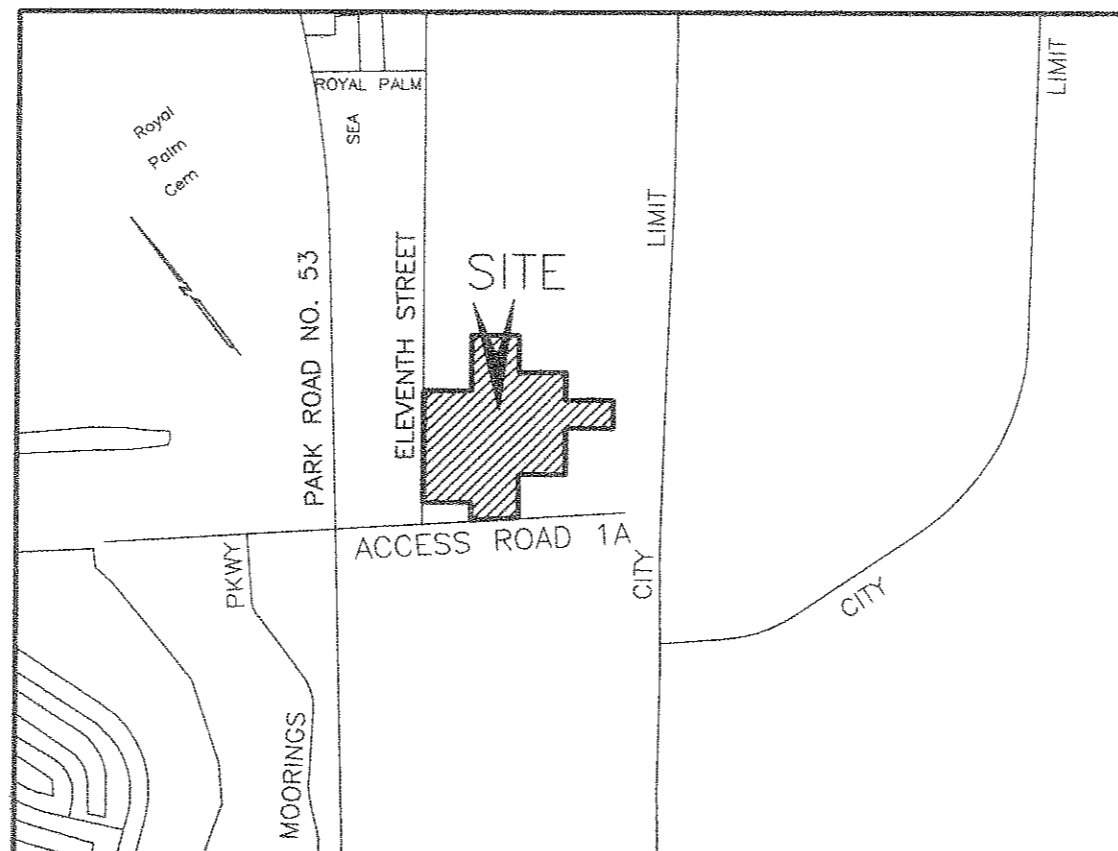 LIMIT
ROYAL PALM
Royal
Palm
Cem
SEA
LIMIT
ELEVENTH STREET
SITE
PARK ROAD NO. 53
N
ACCESS ROAD 1A
PKWY
CITY
CITY
MOORINGS